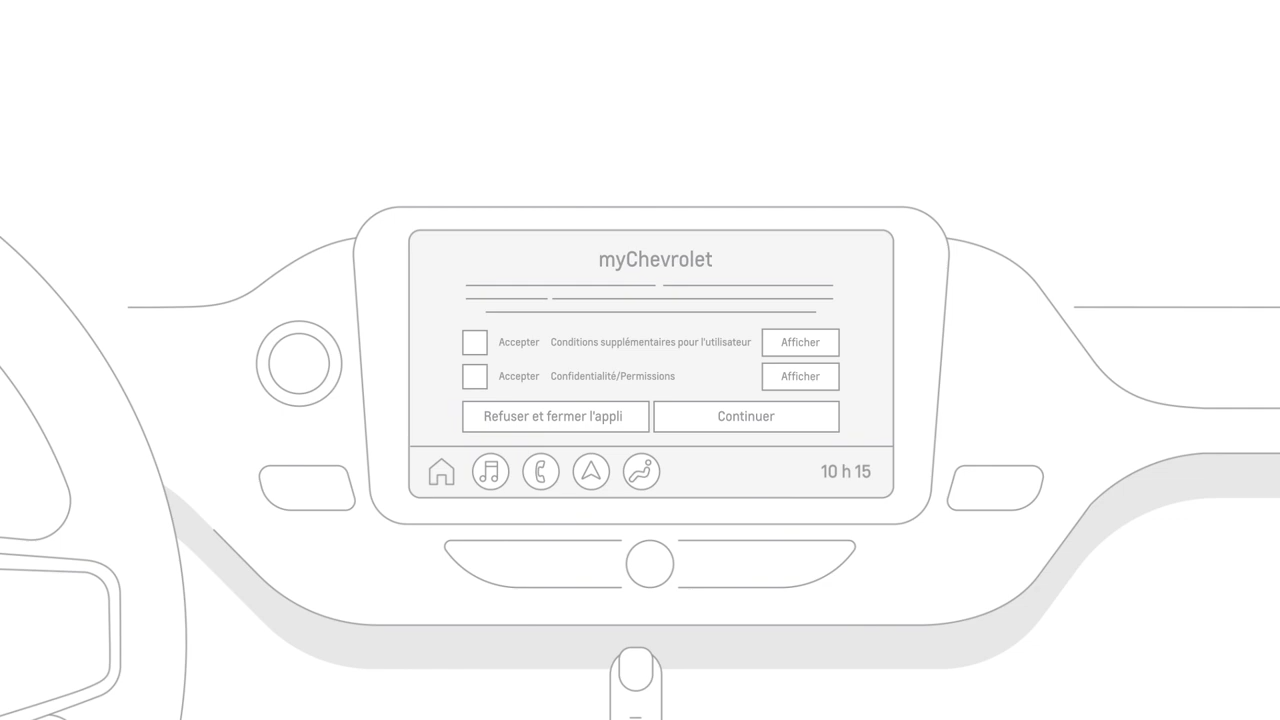 myChevrolet
Accepter Conditions supplémentaires pour l'utilisateur Afficher
Accepter Confidentialité/Permissions Afficher
Refuser et fermer l'appli Continuer
10 h 15